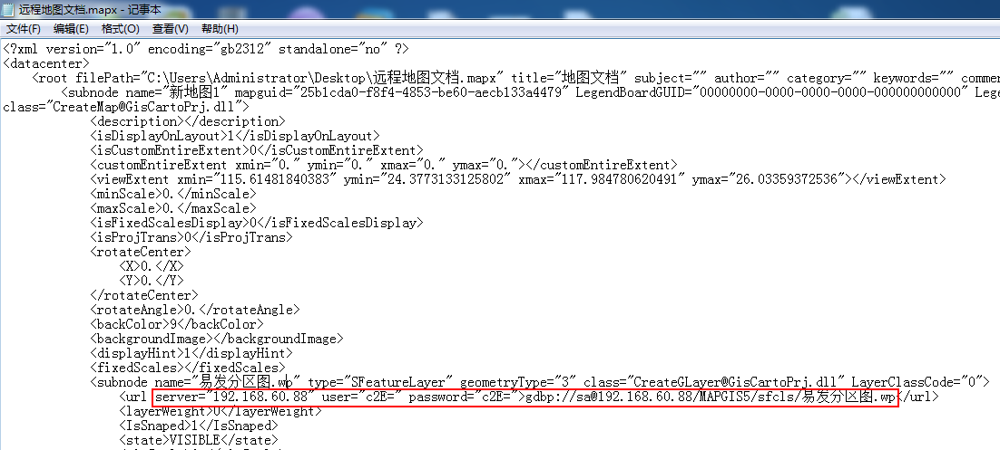 远程地图文档.mapx - 记事本
文件(F) 编辑(E) 格式(O) 查看(V) 帮助(H)
<?xml version="1.0" encoding="gb2312" standalone="no" ?>
<datacenter>
<root filePath="C:\Users\Administrator\Desktop\远程地图文档.mapx" title="地图文档" subject="" author="" category="" keywords="" commen
<subnode name="新地图1" mapguid="25b1cda0-f8f4-4853-be60-aecb133a4479" LegendBoardGUID="00000000-0000-0000-0000-000000000000" Lege
class="CreateMap@GisCartoPrj.dll">
<description></description>
<isDisplayOnLayout>1</isDisplayOnLayout>
<isCustomEntireExtent>0</isCustomEntireExtent>
<customEntireExtent xmin="0." ymin="0." xmax="0." ymax="0."></customEntireExtent>
<viewExtent xmin="115.61481840383" ymin="24.3773133125802" xmax="117.984780620491" ymax="26.03359372536"></viewExtent>
<minScale>0.</minScale>
<maxScale>0.</maxScale>
<isFixedScalesDisplay>0</isFixedScalesDisplay>
<isProjTrans>0</isProjTrans>
<rotateCenter>
<X>0.</X>
<Y>0.</Y>
</rotateCenter>
<rotateAngle>0.</rotateAngle>
<backColor>9</backColor>
<backgroundImage></backgroundImage>
<displayHint>1</displayHint>
<fixedScales></fixedScales>
<subnode name="易发分区图.wp" type="SFeatureLayer" geometryType="3" class="CreateGLayer@GisCartoPrj.dll" LayerClassCode="0">
<url server="192.168.60.88" user="c2E=" password="c2E=">gdbp://sa@192.168.60.88/MAPGIS5/sfcls/易发分区图.wp</url>
<layerWeight>0</layerWeight>
<IsSnaped>1</IsSnaped>
<state>VISIBLE</state>